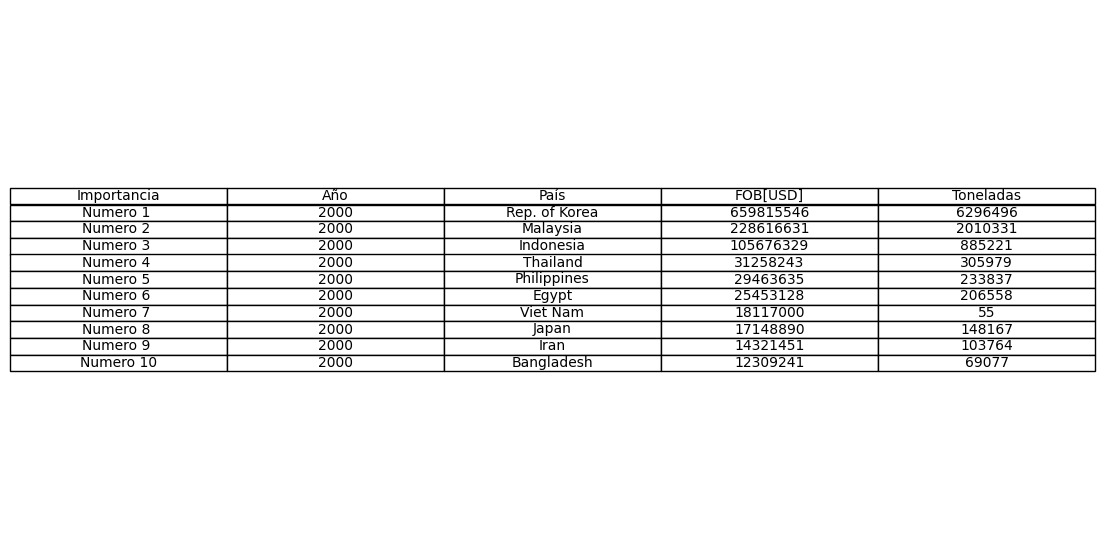 Importancia Año País FOB[USD] Toneladas
Numero 1 2000 Rep. of Korea 659815546 6296496
Numero 2 2000 Malaysia 228616631 2010331
Numero 3 2000 Indonesia 105676329 885221
Numero 4 2000 Thailand 31258243 305979
Numero 5 2000 Philippines 29463635 233837
Numero 6 2000 Egypt 25453128 206558
Numero 7 2000 Viet Nam 18117000 55
Numero 8 2000 Japan 17148890 148167
Numero 9 2000 Iran 14321451 103764
Numero 10 2000 Bangladesh 12309241 69077